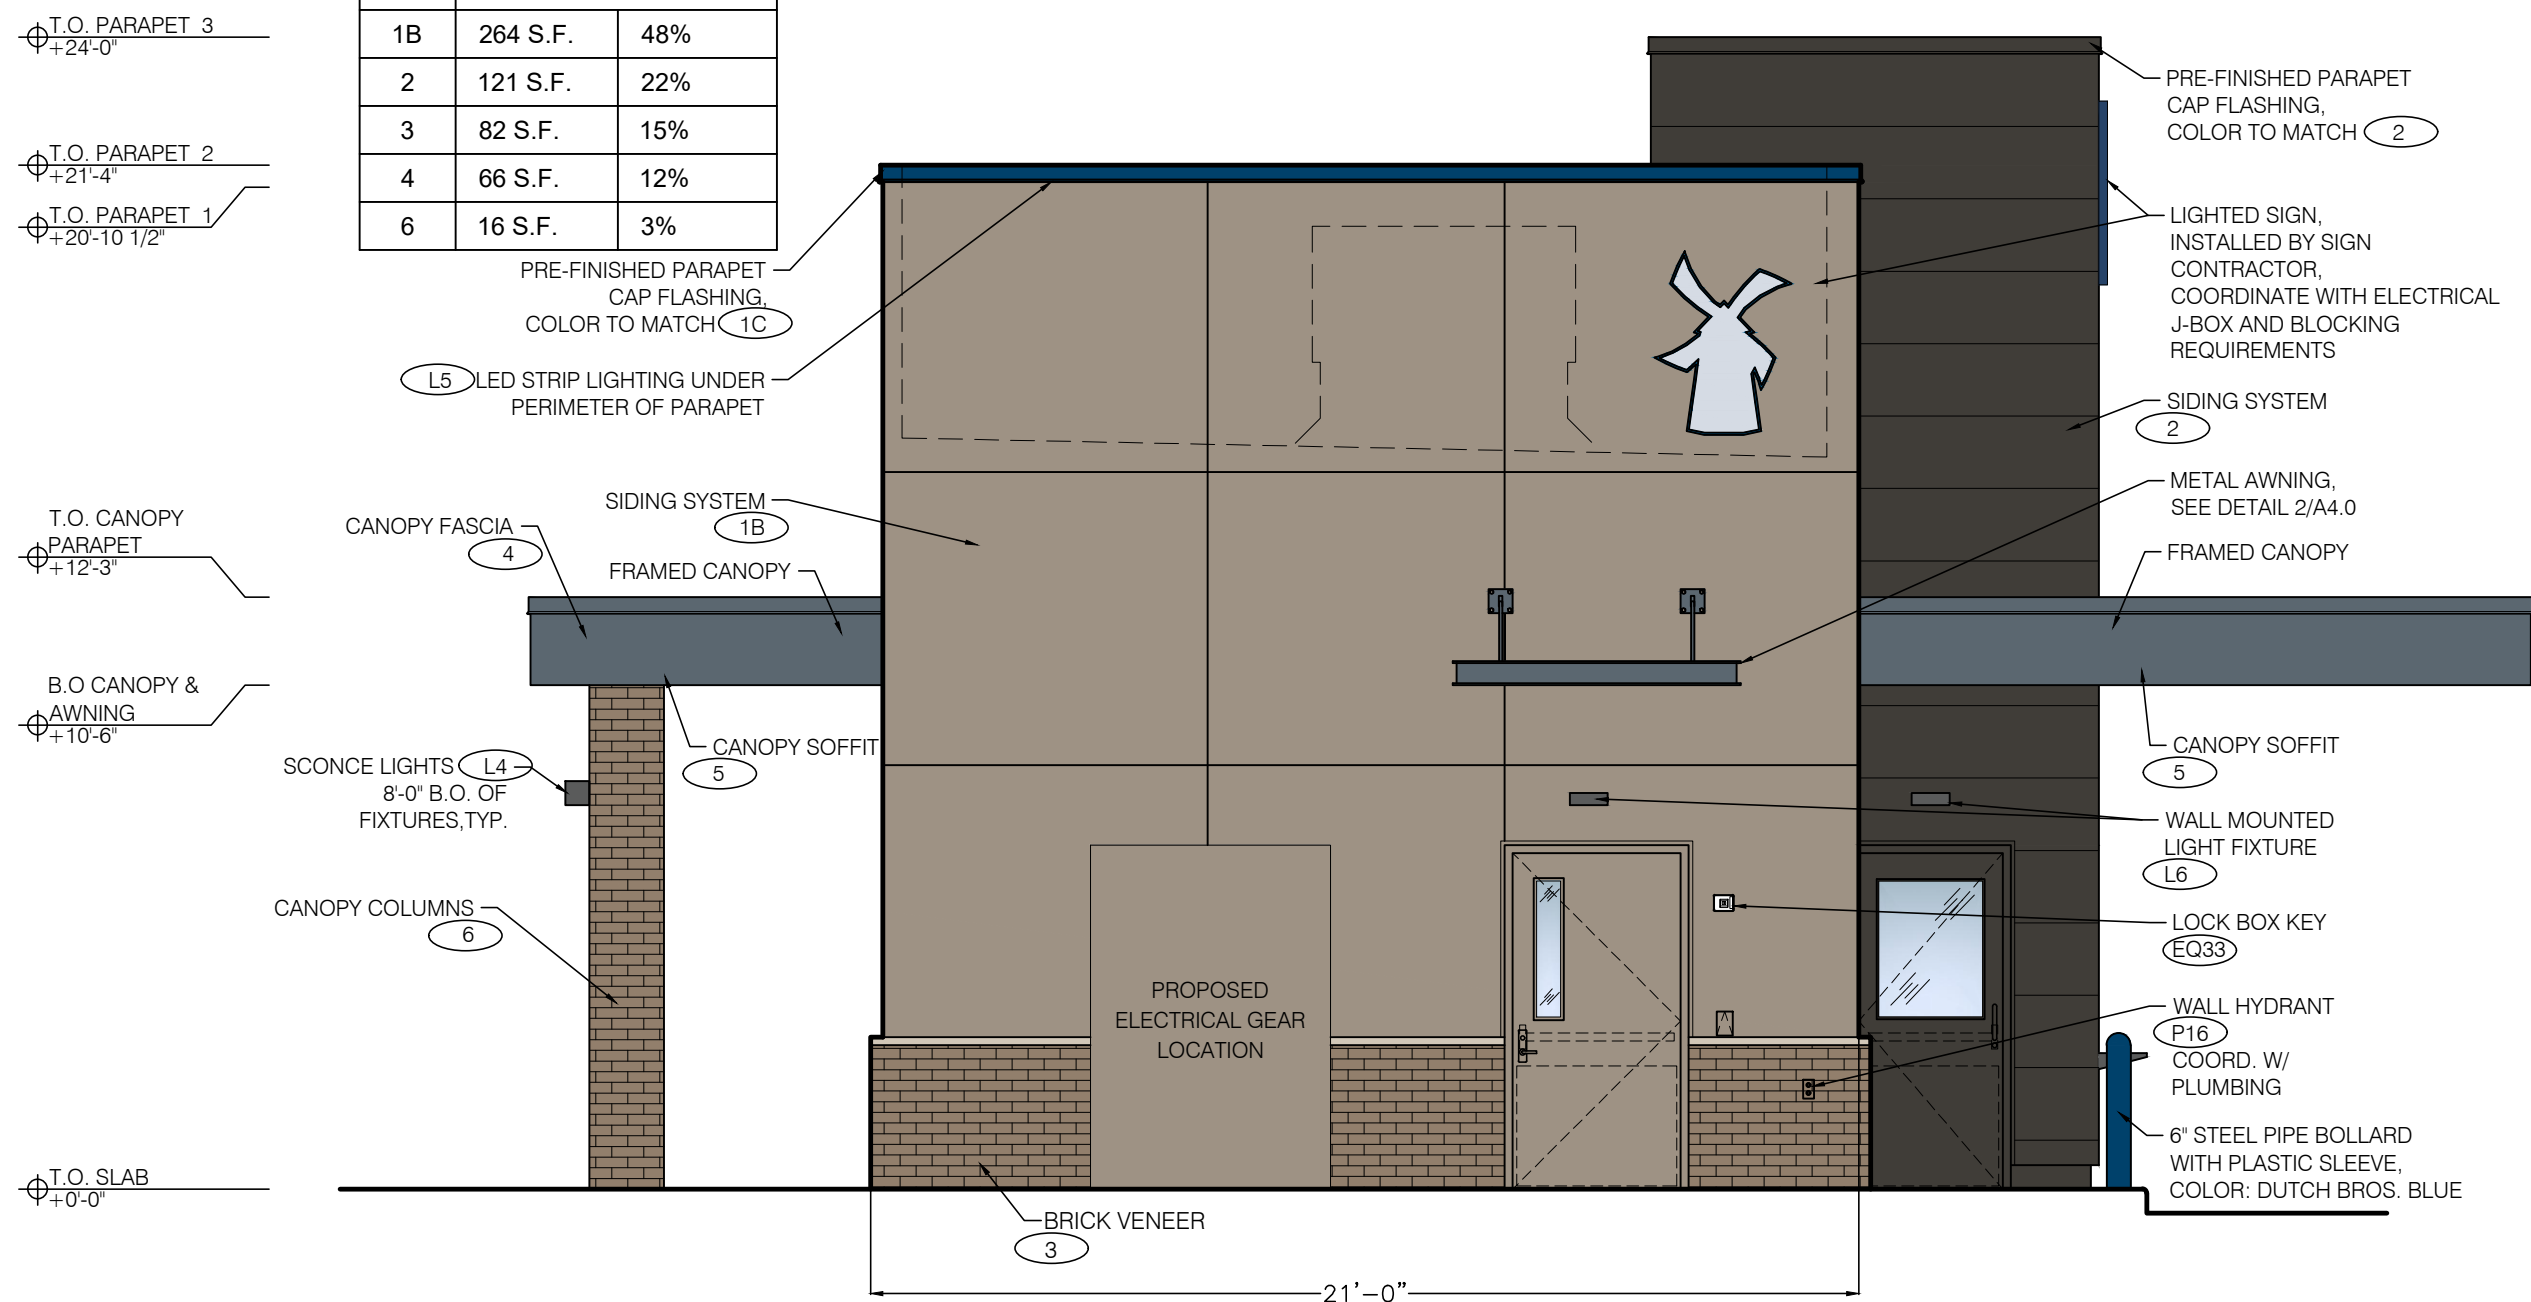 T.O. PARAPET 3
+24'-0"
T.O. PARAPET 2
+21'-4"
T.O. PARAPET 1
+20'-10 1/2"
T.O. CANOPY
PARAPET
+12'-3"
B.O CANOPY &
AWNING
+10'-6"
T.O. SLAB
+0'-0"
1B 264 S.F. 48%
2 121 S.F. 22%
3 82 S.F. 15%
4 66 S.F. 12%
6 16 S.F. 3%
PRE-FINISHED PARAPET
CAP FLASHING,
COLOR TO MATCH 1C
L5 LED STRIP LIGHTING UNDER
PERIMETER OF PARAPET
SIDING SYSTEM
1B
CANOPY FASCIA
4
FRAMED CANOPY
CANOPY SOFFIT
5
SCONCE LIGHTS L4
8'-0" B.O. OF
FIXTURES,TYP.
CANOPY COLUMNS
6
PROPOSED
ELECTRICAL GEAR
LOCATION
BRICK VENEER
3
21'-0"
PRE-FINISHED PARAPET
CAP FLASHING,
COLOR TO MATCH 2
LIGHTED SIGN,
INSTALLED BY SIGN
CONTRACTOR,
COORDINATE WITH ELECTRICAL
J-BOX AND BLOCKING
REQUIREMENTS
SIDING SYSTEM
2
METAL AWNING,
SEE DETAIL 2/A4.0
FRAMED CANOPY
CANOPY SOFFIT
5
WALL MOUNTED
LIGHT FIXTURE
L6
LOCK BOX KEY
EQ33
WALL HYDRANT
P16
COORD. W/
PLUMBING
6" STEEL PIPE BOLLARD
WITH PLASTIC SLEEVE,
COLOR: DUTCH BROS. BLUE